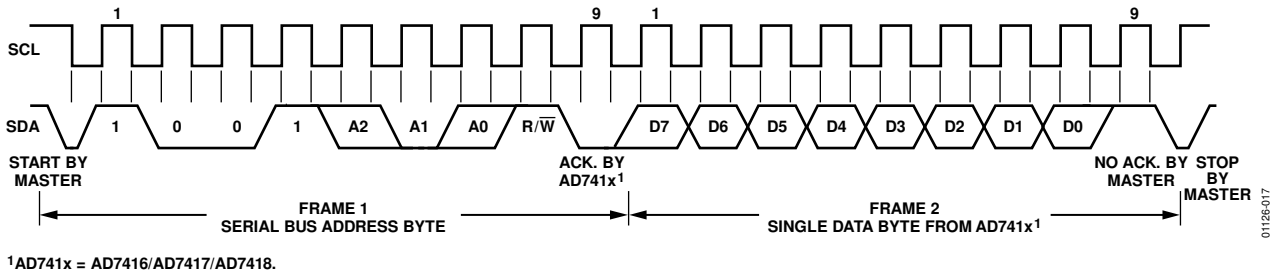 1 9 1 9
SCL
SDA 1 0 0 1 A2 A1 A0 R/W D7 D6 D5 D4 D3 D2 D1 D0
START BY
MASTER
ACK. BY
AD741x1
NO ACK. BY
MASTER
STOP
BY
MASTER
FRAME 1
SERIAL BUS ADDRESS BYTE
FRAME 2
SINGLE DATA BYTE FROM AD741x1
01126-017
1AD741x = AD7416/AD7417/AD7418.